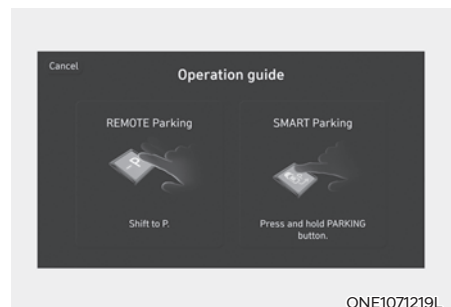 Cancel
Operation guide
REMOTE Parking
SMART Parking
P
Shift to P.
Press and hold PARKING
button.
ONE1071219L